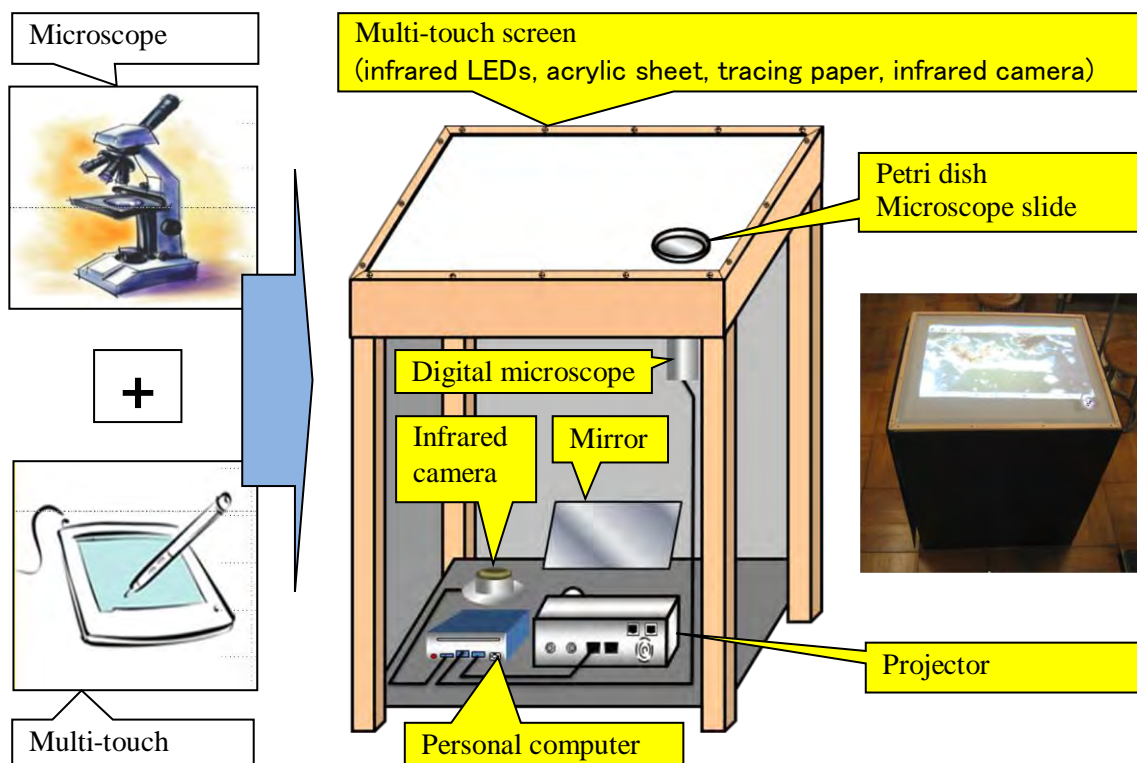 Microscope
Multi-touch screen
(infrared LEDs, acrylic sheet, tracing paper, infrared camera)
Petri dish
Microscope slide
Digital microscope
+
Infrared
camera
Mirror
Projector
Multi-touch
Personal computer